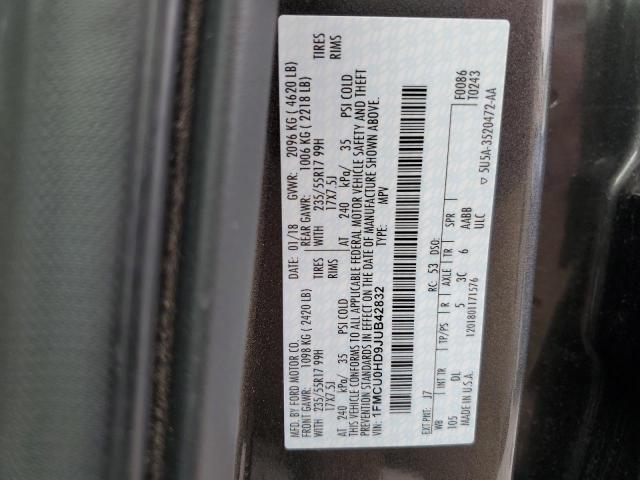 MFD. BY FORD MOTOR CO.
DATE: 01/18 GVWR: 2096 KG ( 4620 LB)
FRONT GAWR: 1098 KG ( 2420 LB) REAR GAWR: 1006 KG ( 2218 LB)
WITH 235/55R17 99H TIRES WITH 235/55R17 99H TIRES
17X7.5J RIMS 17X7.5J RIMS
AT 240 kPa/ 35 PSI COLD AT 240 kPa/ 35 PSI COLD
THIS VEHICLE CONFORMS TO ALL APPLICABLE FEDERAL MOTOR VEHICLE SAFETY AND THEFT
PREVENTION STANDARDS IN EFFECT ON THE DATE OF MANUFACTURE SHOWN ABOVE.
VIN: 1FMCU0HD9JUB42832 TYPE: MPV
F0086
T0243
EXT PNT: J7 RC: 53 DSO:
WB INT TR TP/PS R AXLE TR SPR
105 DL 5 3C 6 AABB
MADE IN U.S.A. ULC
1201801171576
5U5A-3520472-AA